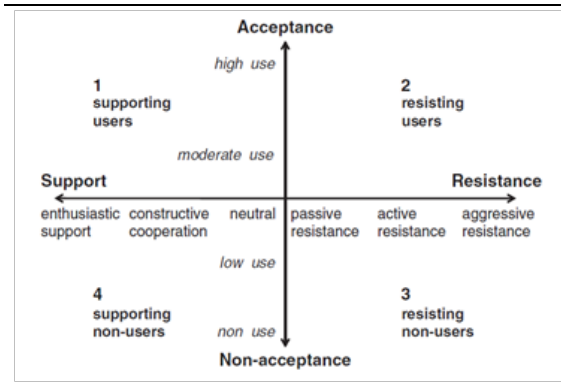 Acceptance
high use
1
supporting
users
2
resisting
users
moderate use
Support
Resistance
enthusiastic
support
constructive
cooperation
neutral
passive
resistance
active
resistance
aggressive
resistance
low use
4
supporting
non-users
3
resisting
non-users
non use
Non-acceptance